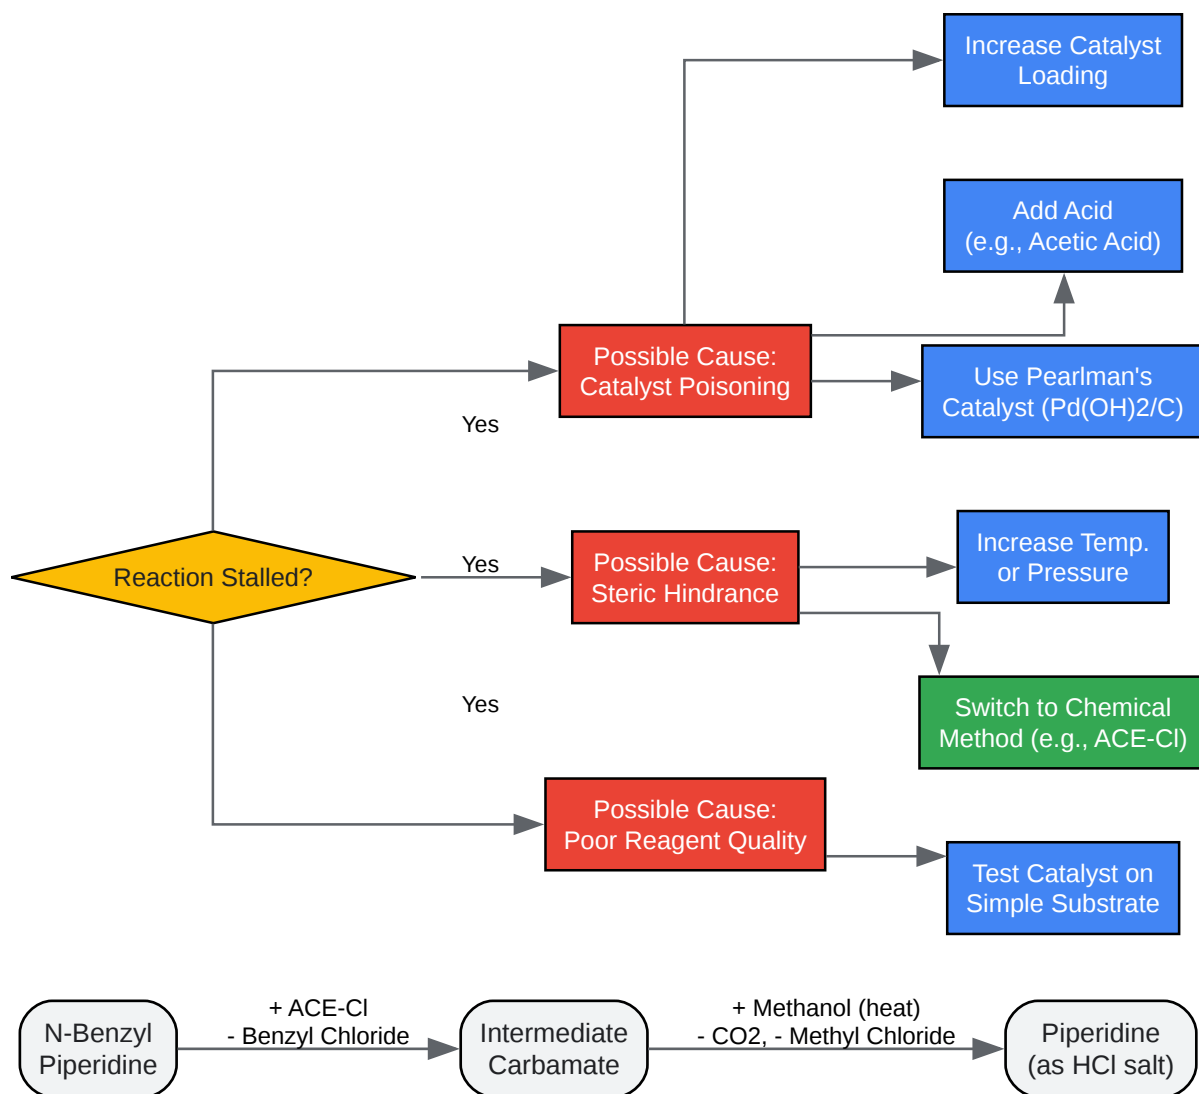 Increase Catalyst
Loading
Add Acid
(e.g., Acetic Acid)
Possible Cause:
Catalyst Poisoning
Use Pearlman's
Catalyst (Pd(OH)2/C)
Yes
Reaction Stalled?
Yes
Possible Cause:
Steric Hindrance
Increase Temp.
or Pressure
Yes
Switch to Chemical
Method (e.g., ACE-Cl)
Possible Cause:
Poor Reagent Quality
Test Catalyst on
Simple Substrate
N-Benzyl
Piperidine
+ ACE-Cl
- Benzyl Chloride
Intermediate
Carbamate
+ Methanol (heat)
- CO2, - Methyl Chloride
Piperidine
(as HCl salt)